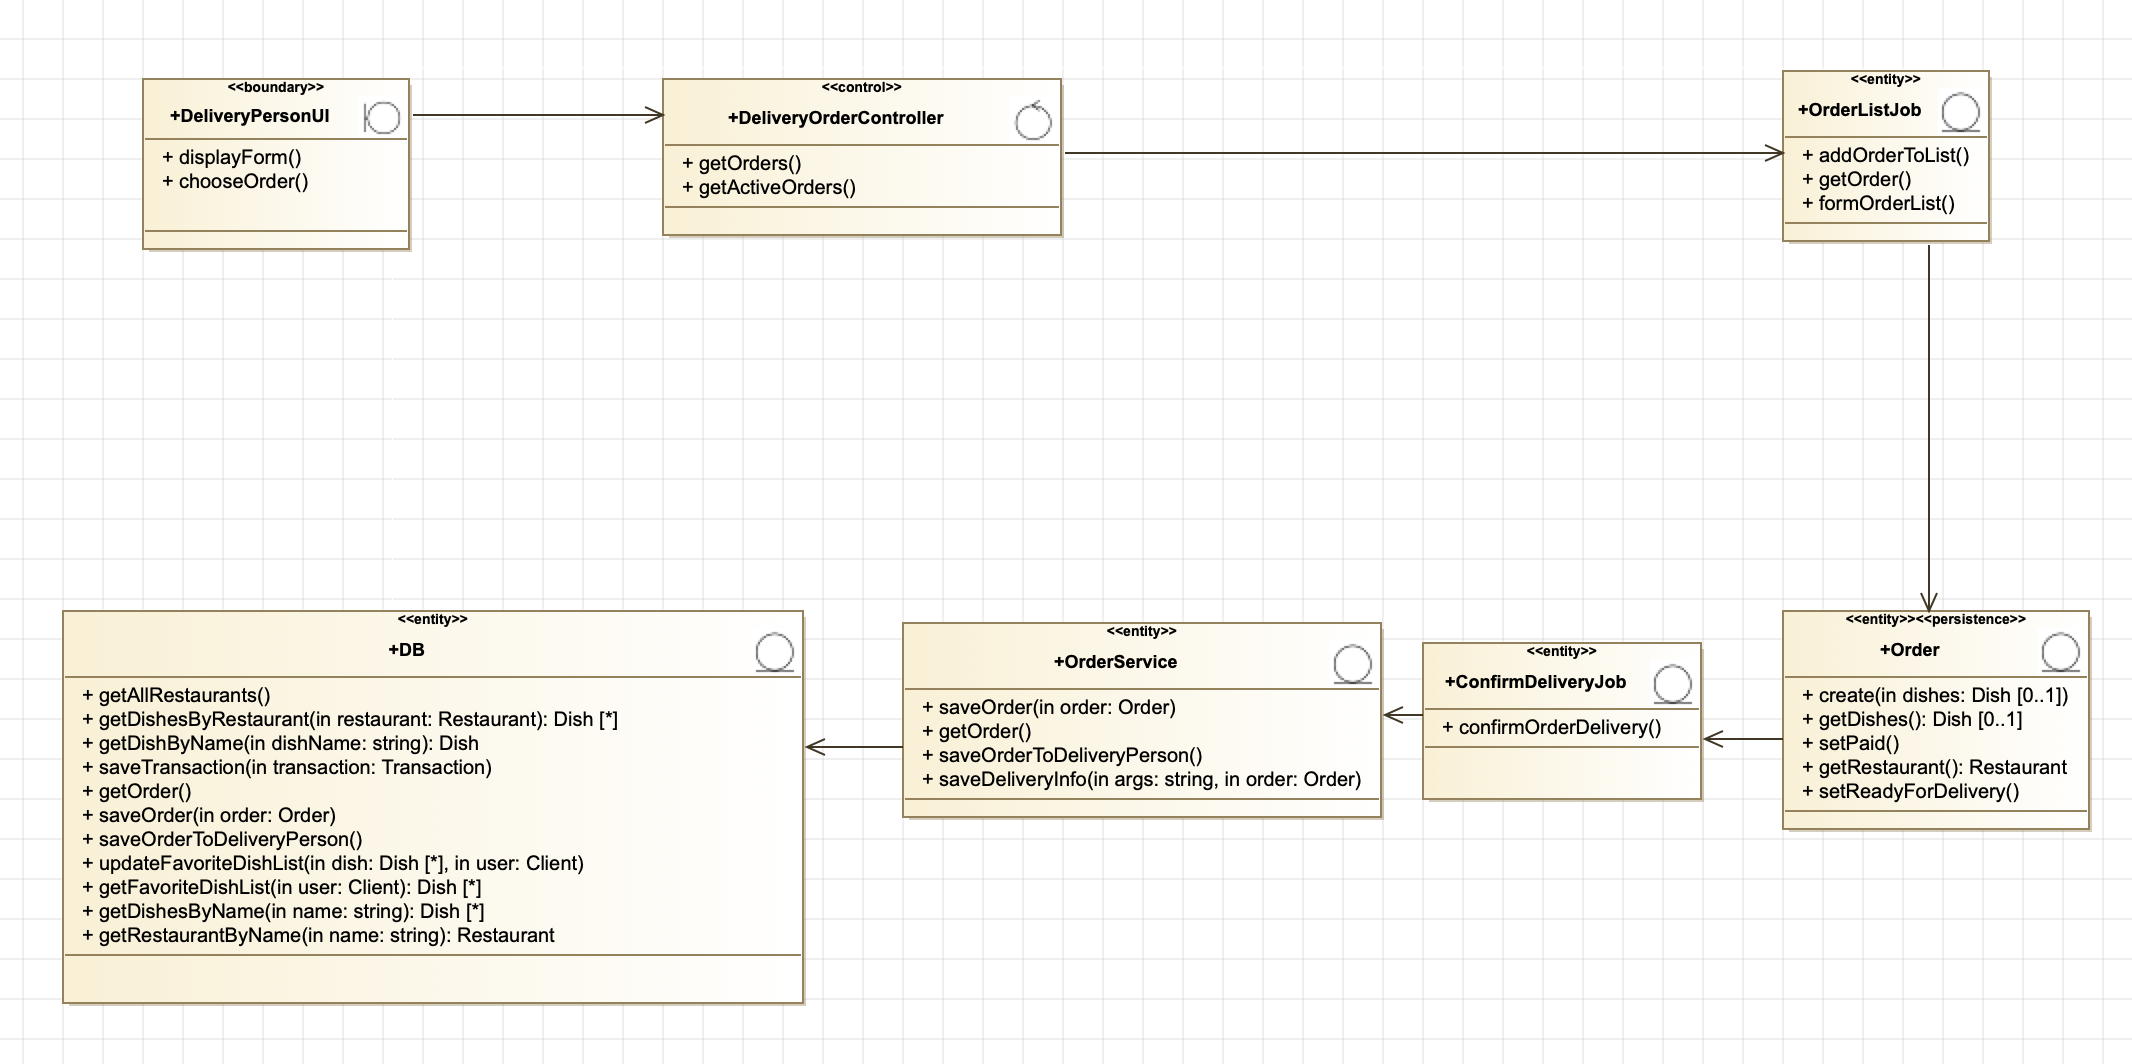 <<boundary>>
+DeliveryPersonUI
+ displayForm()
+ chooseOrder()
<<control>>
+DeliveryOrderController
+ getOrders()
+ getActiveOrders()
<<entity>>
+OrderListJob
+ addOrderToList()
+ getOrder()
+ formOrderList()
<<entity>>
+DB
+ getAllRestaurants()
+ getDishesByRestaurant(in restaurant: Restaurant): Dish [*]
+ getDishByName(in dishName: string): Dish
+ saveTransaction(in transaction: Transaction)
+ getOrder()
+ saveOrder(in order: Order)
+ saveOrderToDeliveryPerson()
+ updateFavoriteDishList(in dish: Dish [*], in user: Client)
+ getFavoriteDishList(in user: Client): Dish [*]
+ getDishesByName(in name: string): Dish [*]
+ getRestaurantByName(in name: string): Restaurant
<<entity>>
+OrderService
+ saveOrder(in order: Order)
+ getOrder()
+ saveOrderToDeliveryPerson()
+ saveDeliveryInfo(in args: string, in order: Order)
<<entity>>
+ConfirmDeliveryJob
+ confirmOrderDelivery()
<<entity>><<persistence>>
+Order
+ create(in dishes: Dish [0..1])
+ getDishes(): Dish [0..1]
+ setPaid()
+ getRestaurant(): Restaurant
+ setReadyForDelivery()